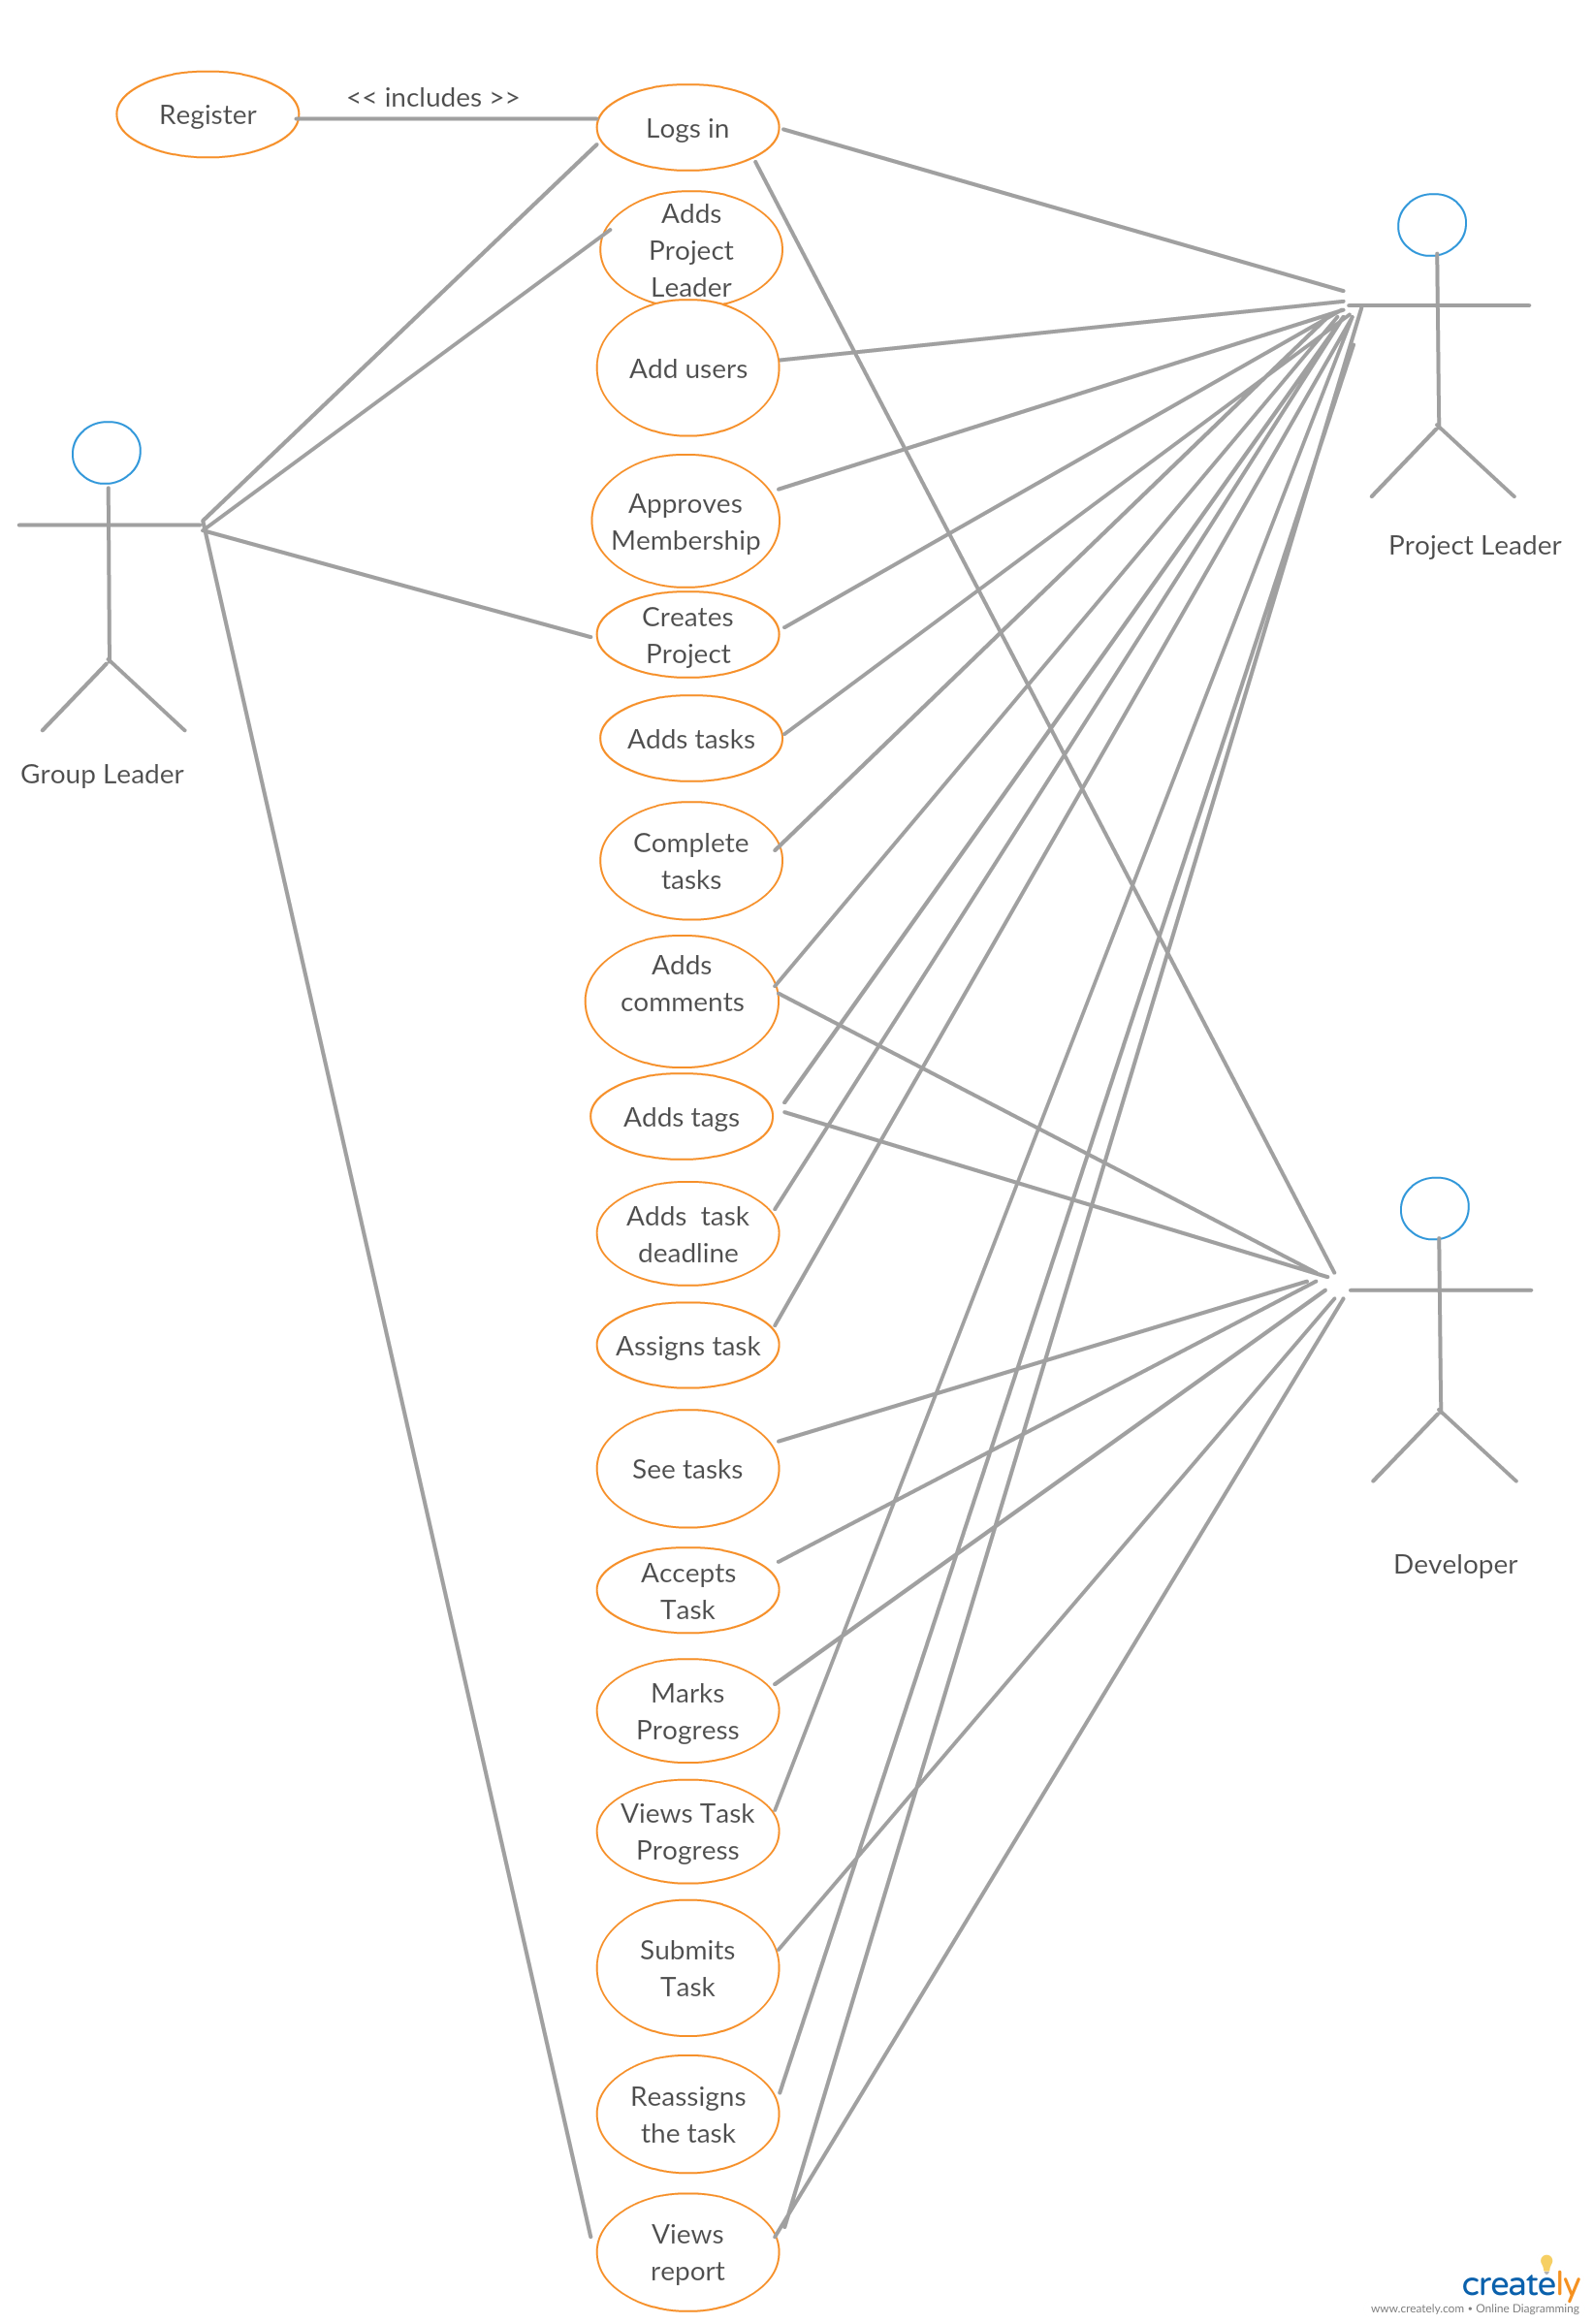 Register
<< includes >>
Logs in
Adds
Project
Leader
Add users
Approves
Membership
Project Leader
Creates
Project
Adds tasks
Group Leader
Complete
tasks
Adds
comments
Adds tags
Adds  task
deadline
Assigns task
See tasks
Accepts
Task
Developer
Marks
Progress
Views Task
Progress
Submits
Task
Reassigns
the task
Views
report
creately
www.creately.com • Online Diagramming